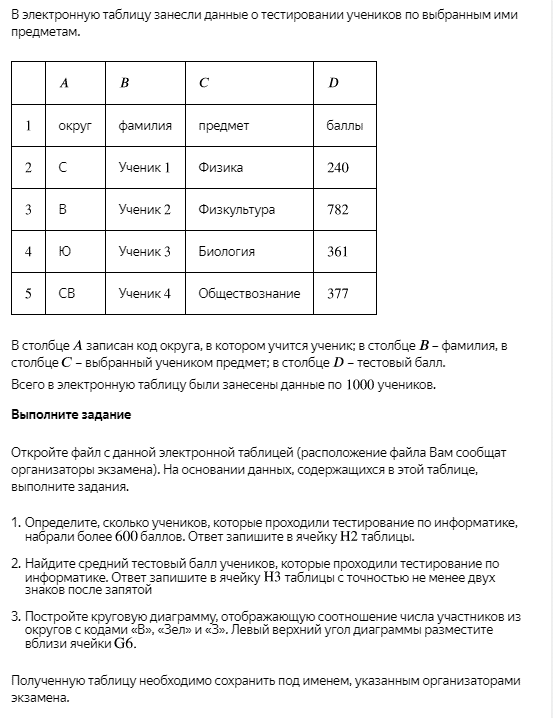 В электронную таблицу занесли данные о тестировании учеников по выбранным ими
предметам.
A B C D
1 округ фамилия предмет баллы
2 С Ученик 1 Физика 240
3 В Ученик 2 Физкультура 782
4 Ю Ученик 3 Биология 361
5 СВ Ученик 4 Обществознание 377
В столбце A записан код округа, в котором учится ученик; в столбце B – фамилия, в
столбце C – выбранный учеником предмет; в столбце D – тестовый балл.
Всего в электронную таблицу были занесены данные по 1000 учеников.
Выполните задание
Откройте файл с данной электронной таблицей (расположение файла Вам сообщат
организаторы экзамена). На основании данных, содержащихся в этой таблице,
выполните задания.
1. Определите, сколько учеников, которые проходили тестирование по информатике,
набрали более 600 баллов. Ответ запишите в ячейку H2 таблицы.
2. Найдите средний тестовый балл учеников, которые проходили тестирование по
информатике. Ответ запишите в ячейку H3 таблицы с точностью не менее двух
знаков после запятой
3. Постройте круговую диаграмму, отображающую соотношение числа участников из
округов с кодами «В», «Зел» и «З». Левый верхний угол диаграммы разместите
вблизи ячейки G6.
Полученную таблицу необходимо сохранить под именем, указанным организаторами
экзамена.